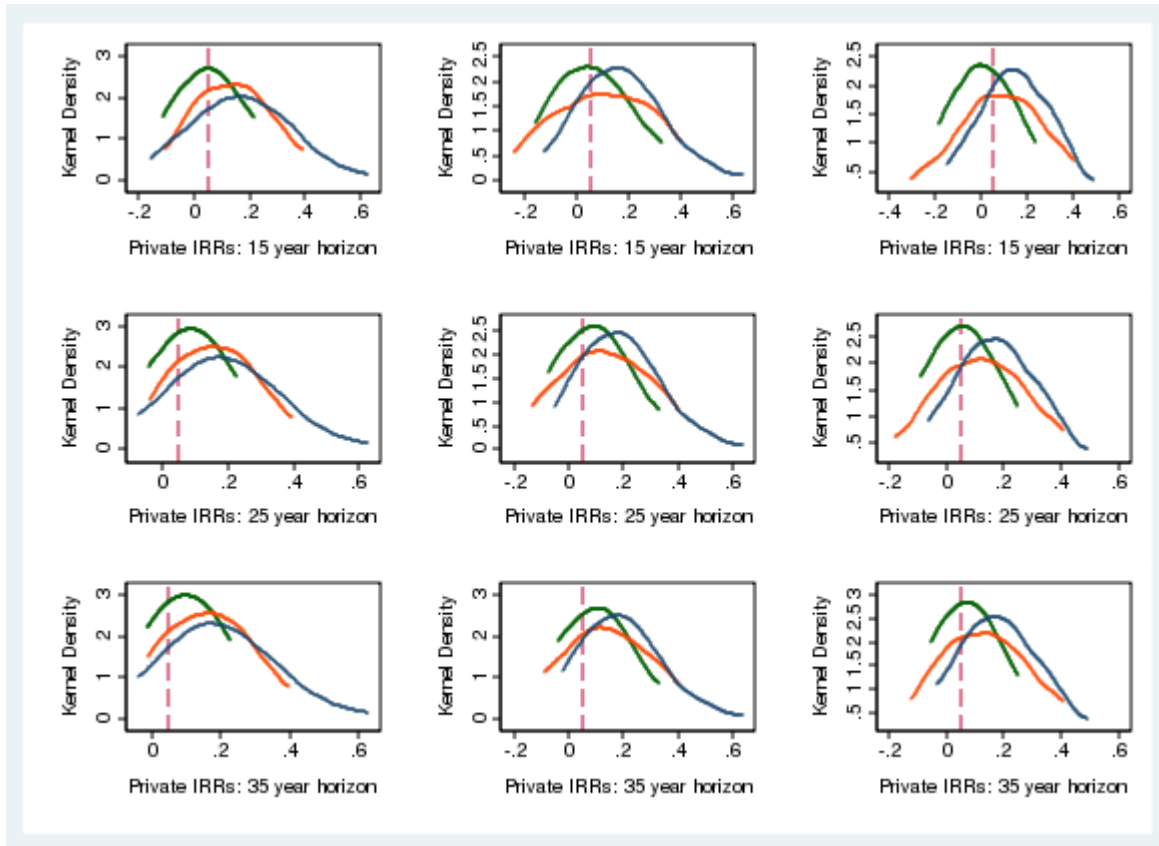 Kernel Density
3
2
1
0
-.2 0 .2 .4 .6
Private IRRs: 15 year horizon
Kernel Density
2.5
2
1.5
1
.5
0
-.2 0 .2 .4 .6
Private IRRs: 15 year horizon
Kernel Density
2.5
2
1.5
1
.5
-.4 -.2 0 .2 .4 .6
Private IRRs: 15 year horizon
Kernel Density
3
2
1
0
0 .2 .4 .6
Private IRRs: 25 year horizon
Kernel Density
2.5
2
1.5
1
.5
0
-.2 0 .2 .4 .6
Private IRRs: 25 year horizon
Kernel Density
2.5
2
1.5
1
.5
-.4 -.2 0 .2 .4 .6
Private IRRs: 25 year horizon
Kernel Density
3
2
1
0
0 .2 .4 .6
Private IRRs: 35 year horizon
Kernel Density
3
2
1
0
-.2 0 .2 .4 .6
Private IRRs: 35 year horizon
Kernel Density
3
2.5
2
1.5
1
.5
-.2 0 .2 .4 .6
Private IRRs: 35 year horizon